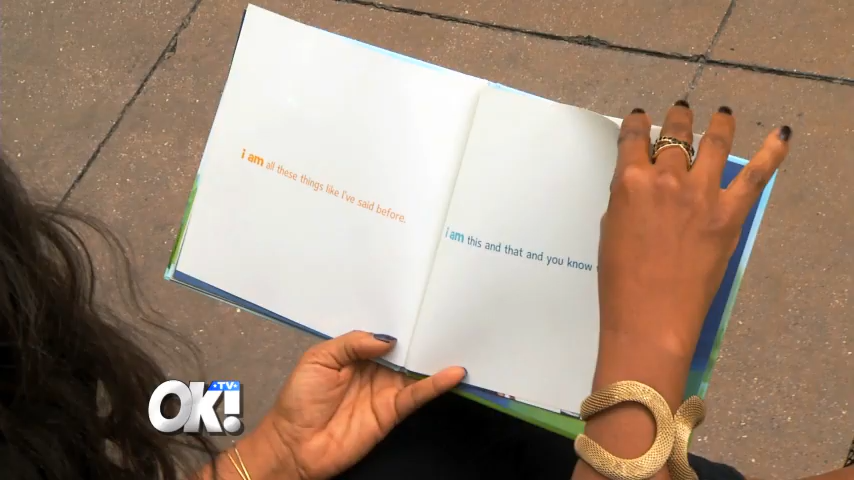 i am all these things like I've said before.
i am this and that and you know
OK!
TV